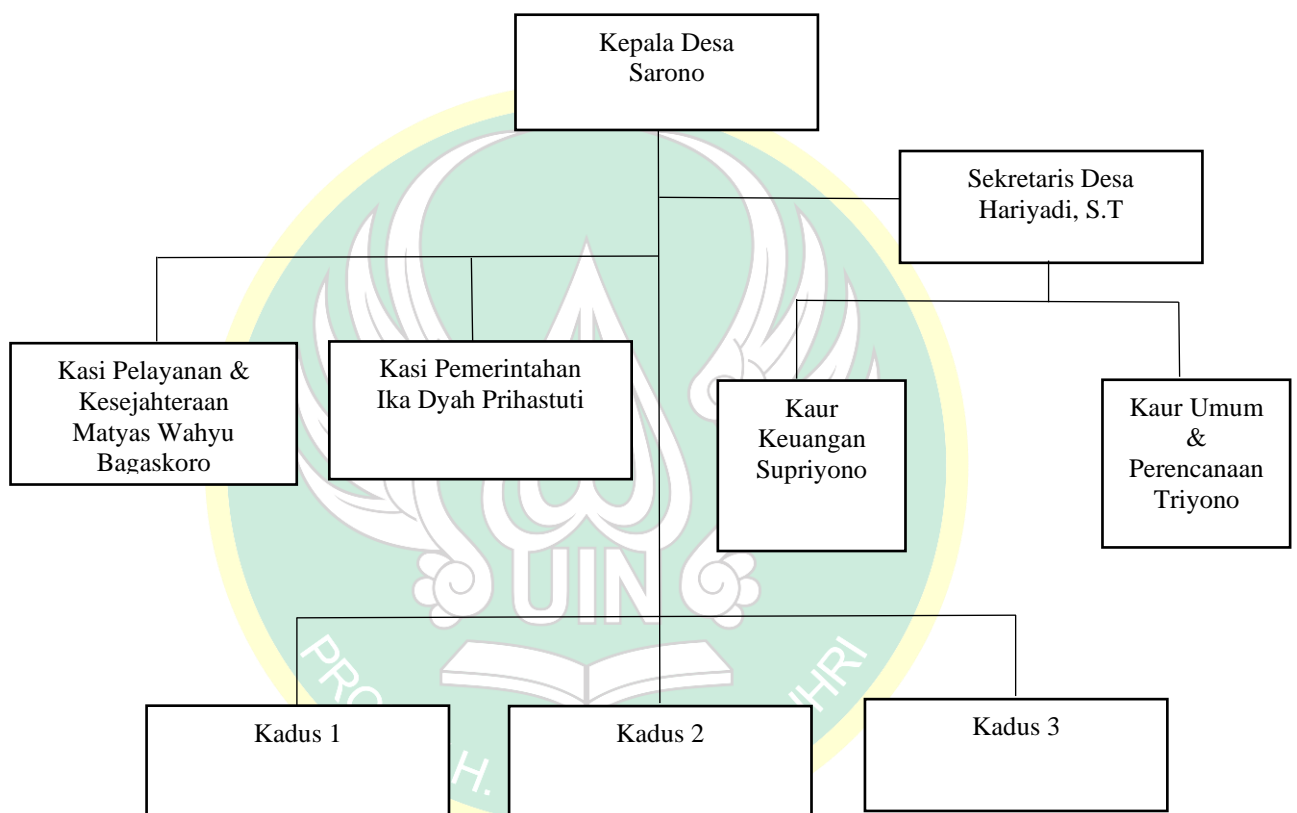 Kepala Desa
Sarono
Sekretaris Desa
Hariyadi, S.T
Kasi Pelayanan &
Kesejahteraan
Matyas Wahyu
Bagaskoro
Kasi Pemerintahan
Ika Dyah Prihastuti
Kaur
Keuangan
Supriyono
Kaur Umum
&
Perencanaan
Triyono
UIN
Kadus 1
Kadus 2
Kadus 3
H.